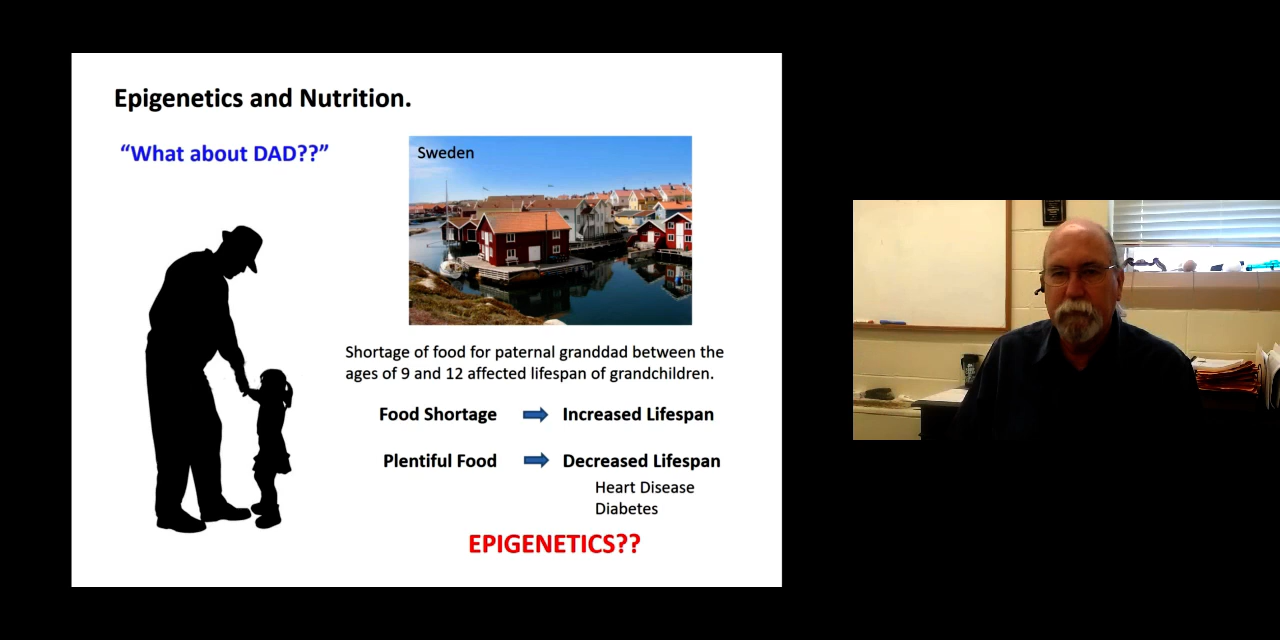 Epigenetics and Nutrition.
“What about DAD??”
Sweden
Shortage of food for paternal granddad between the
ages of 9 and 12 affected lifespan of grandchildren.
Food Shortage Increased Lifespan
Plentiful Food Decreased Lifespan
Heart Disease
Diabetes
EPIGENETICS??